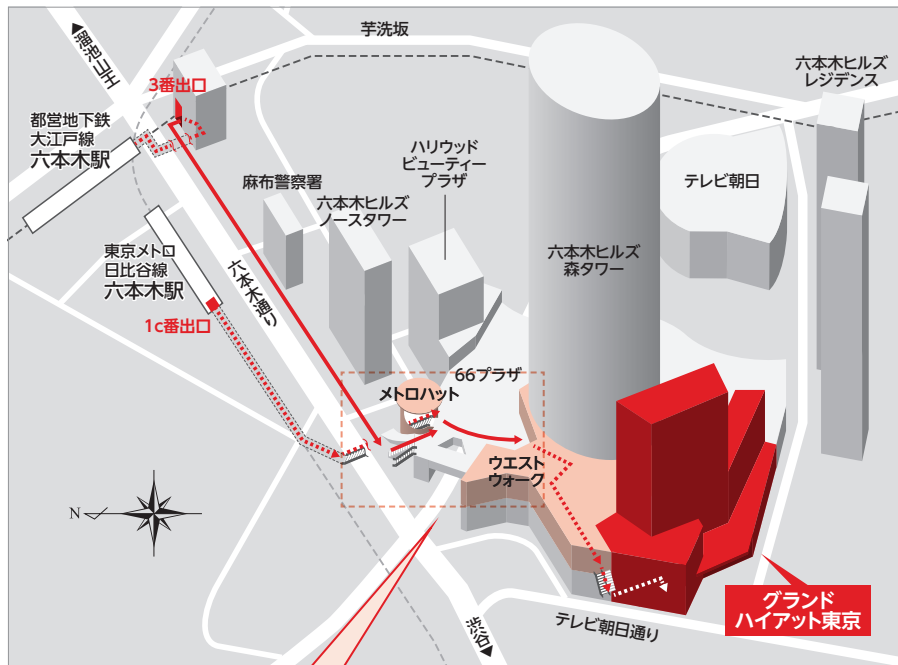 溜池山王
芋洗坂
3番出口
六本木ヒルズ
レジデンス
都営地下鉄
大江戸線
六本木駅
ハリウッド
ビューティー
プラザ
麻布警察署
六本木ヒルズ
ノースタワー
テレビ朝日
東京メトロ
日比谷線
六本木駅
六本木ヒルズ
森タワー
六本木通り
1c番出口
66プラザ
メトロハット
ウエスト
ウォーク
N
グランド
ハイアット東京
テレビ朝日通り
渋谷